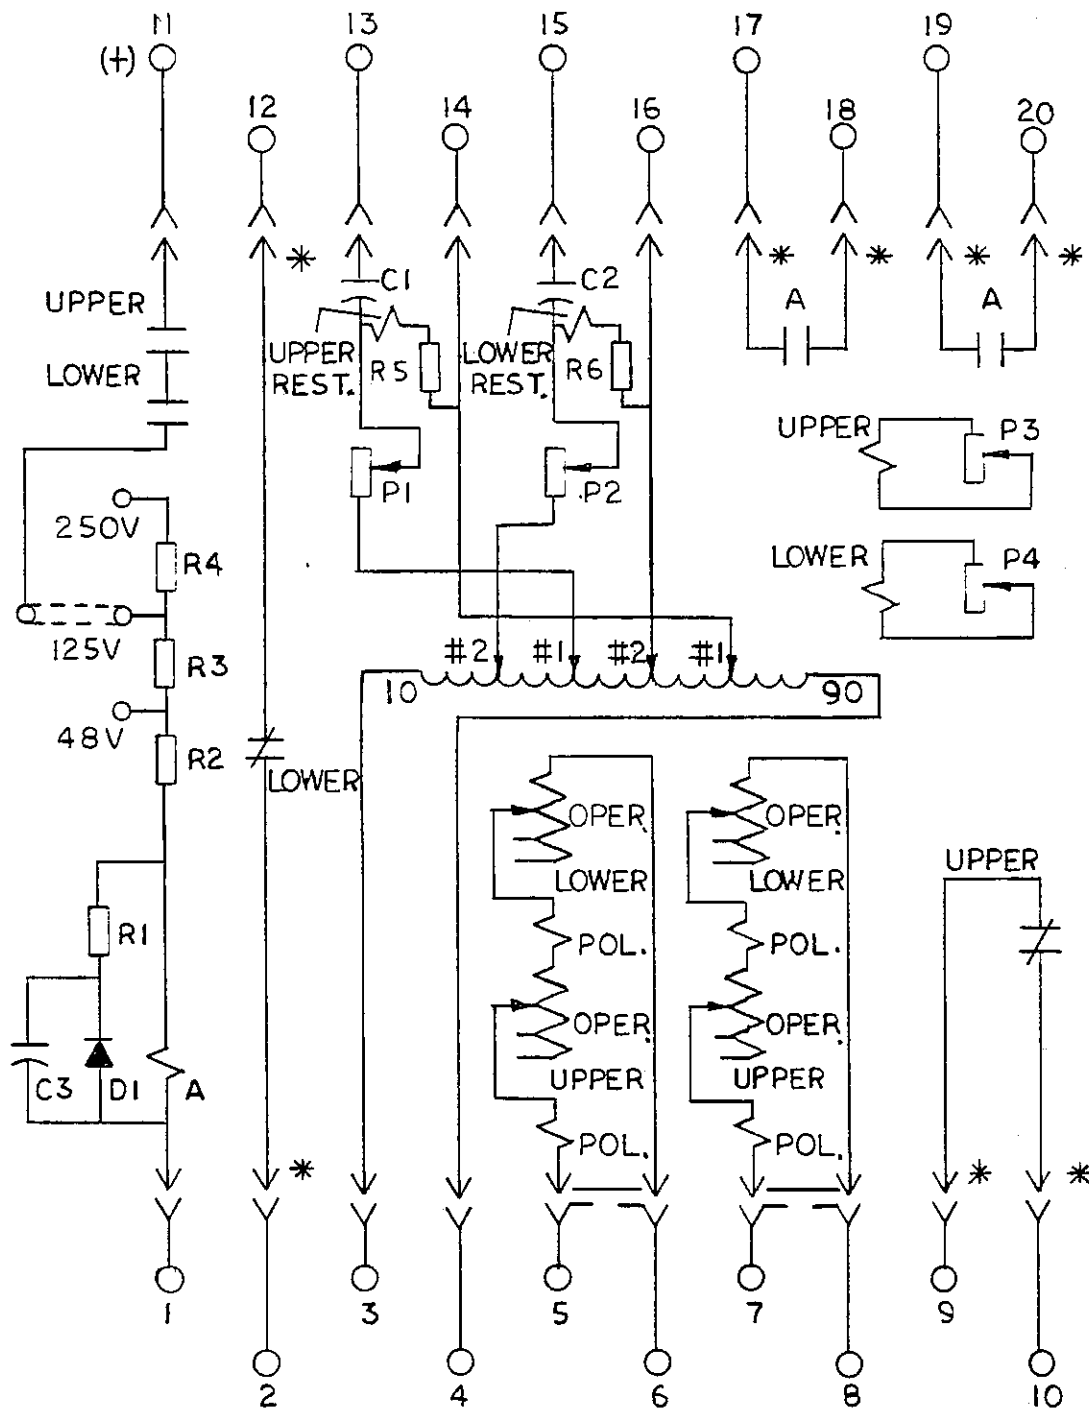 11 13 15 17 19
(+)
12 14 16 18 20
* * * * *
C1 C2 A A
UPPER
UPPER REST. R5 LOWER REST. R6
LOWER
UPPER P3
P1 P2
250V
R4 LOWER P4
125V
R3 #2 #1 #2 #1
10 90
48V
R2
LOWER OPER. OPER.
UPPER
LOWER LOWER
R1 POL. POL.
OPER. OPER.
C3 D1 A UPPER UPPER
POL. POL.
* * *
1 3 5 7 9
2 4 6 8 10